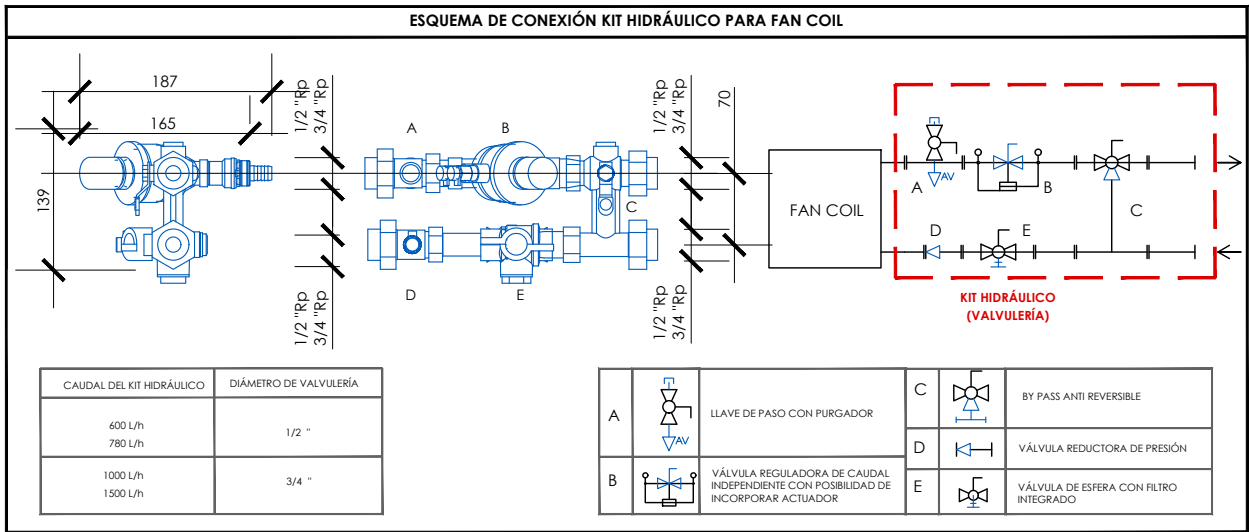 ESQUEMA DE CONEXIÓN KIT HIDRÁULICO PARA FAN COIL
187
165
139
1/2 "Rp
3/4 "Rp
A
B
C
D
E
1/2 "Rp
3/4 "Rp
1/2 "Rp
3/4 "Rp
1/2 "Rp
3/4 "Rp
70
FAN COIL
A
AV
B
C
D
E
KIT HIDRÁULICO
(VALVULERÍA)
CAUDAL DEL KIT HIDRÁULICO
DIÁMETRO DE VALVULERÍA
600 L/h
780 L/h
1/2 "
1000 L/h
1500 L/h
3/4 "
A
AV
LLAVE DE PASO CON PURGADOR
B
VÁLVULA REGULADORA DE CAUDAL
INDEPENDIENTE CON POSIBILIDAD DE
INCORPORAR ACTUADOR
C
BY PASS ANTI REVERSIBLE
D
VÁLVULA REDUCTORA DE PRESIÓN
E
VÁLVULA DE ESFERA CON FILTRO
INTEGRADO